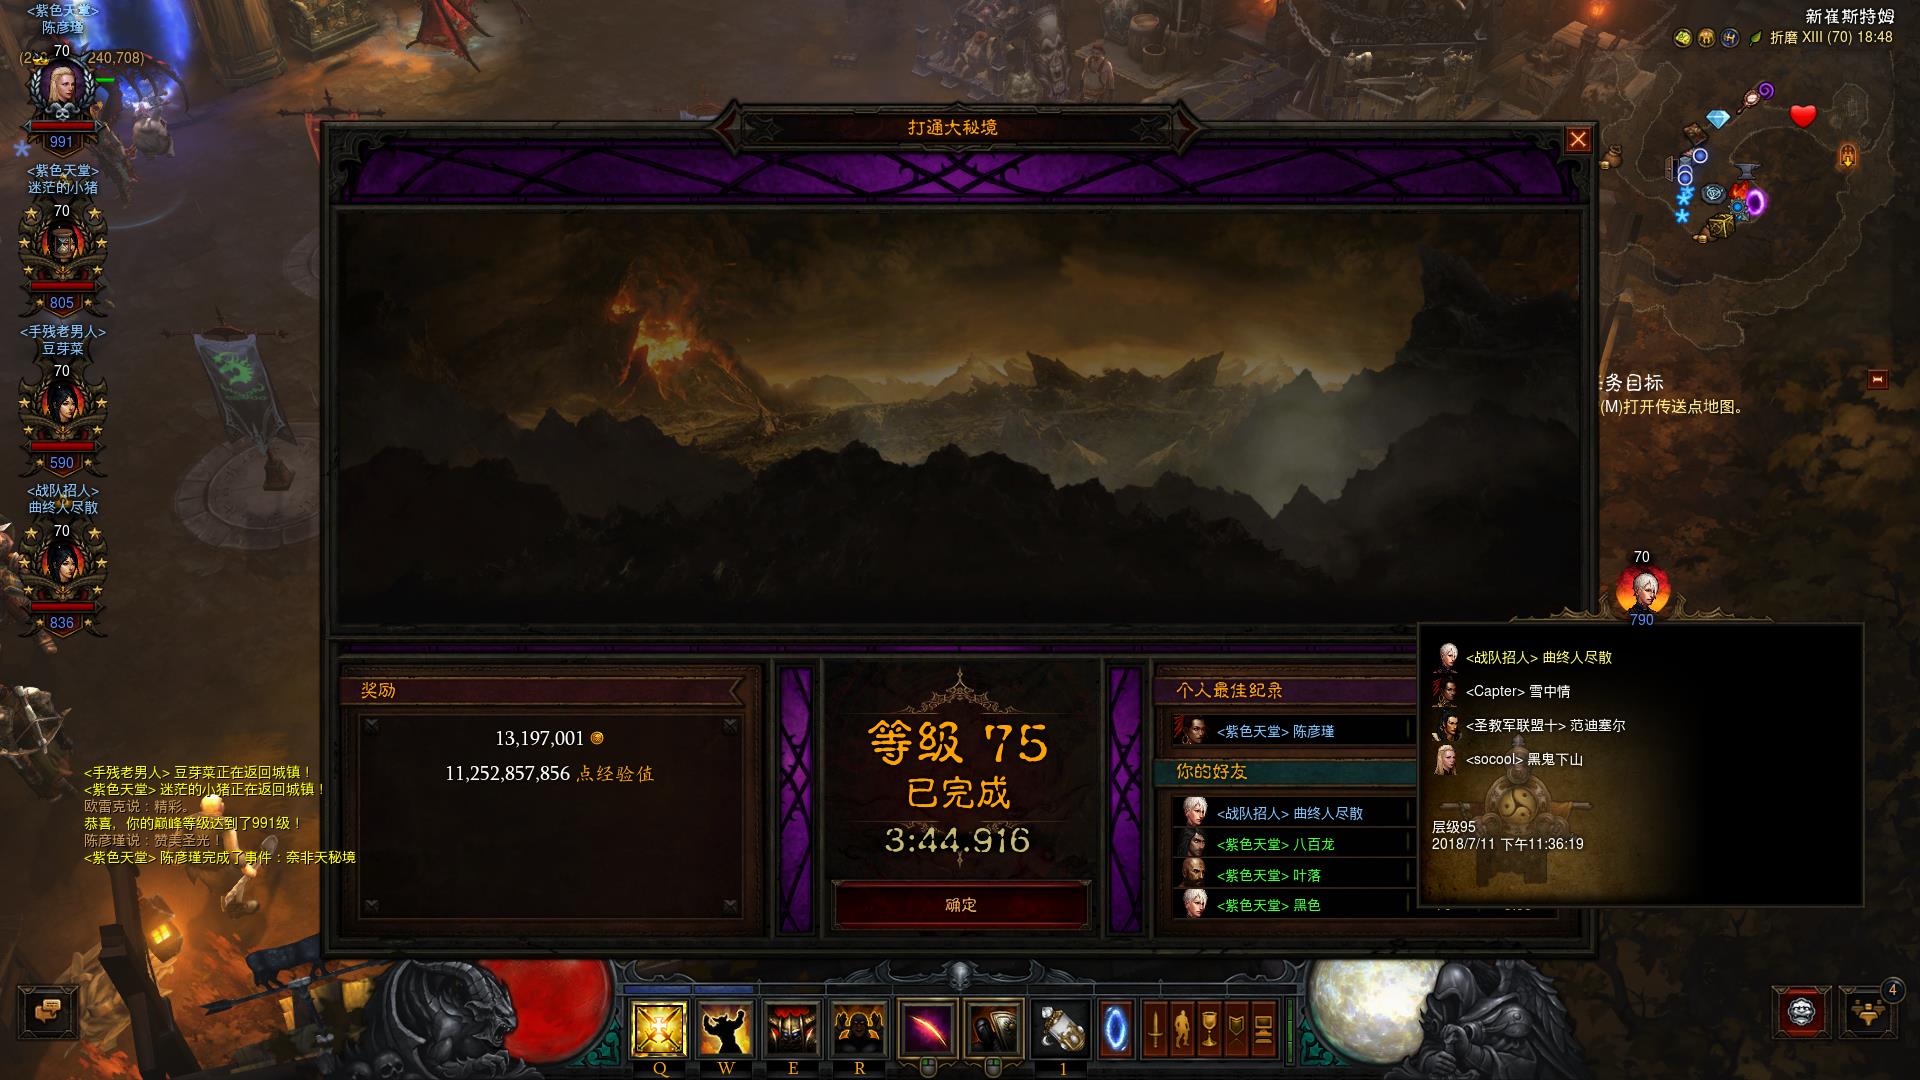 <紫色天堂>
陈彦瑾
70
240,708)
991
<紫色天堂>
迷茫的小猪
70
805
<手残老男人>
豆芽菜
70
590
<战队招人>
曲终人尽散
70
836
新崔斯特姆
折磨 XIII (70) 18:48
打通大秘境
务目标
(M)打开传送点地图。
奖励
13,197,001
11,252,857,856 点经验值
等级 75
已完成
3:44.916
确定
个人最佳纪录
<紫色天堂> 陈彦瑾
你的好友
<战队招人> 曲终人尽散
<紫色天堂> 八百龙
<紫色天堂> 叶落
<紫色天堂> 黑色
70
790
<战队招人> 曲终人尽散
<Capter> 雪中情
<圣教军联盟十> 范迪塞尔
<socool> 黑鬼下山
层级95
2018/7/11 下午11:36:19
<手残老男人> 豆芽菜正在返回城镇！
<紫色天堂> 迷茫的小猪正在返回城镇！
欧雷克说：精彩。
恭喜，你的巅峰等级达到了991级！
陈彦瑾说：赞美圣光！
<紫色天堂> 陈彦瑾完成了事件：奈非天秘境
Q
W
E
R
1
4